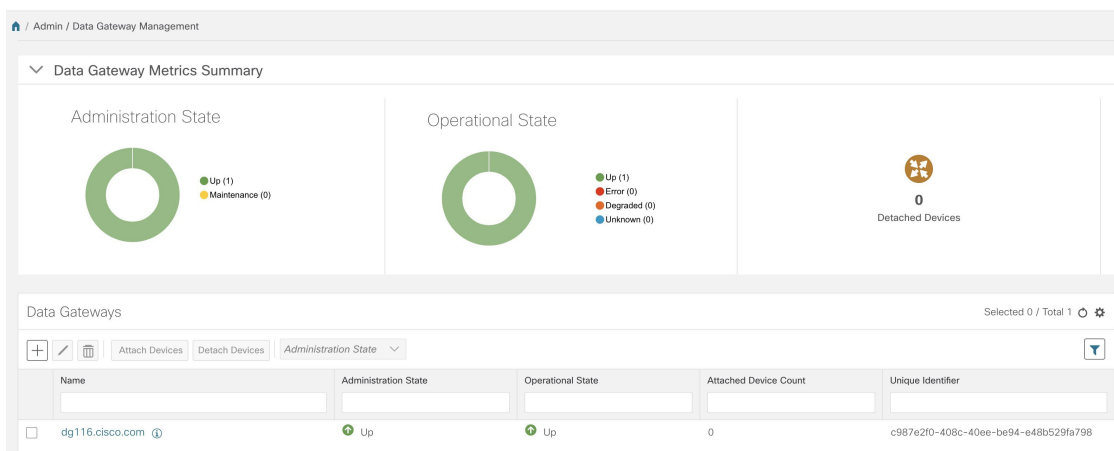 / Admin / Data Gateway Management
Data Gateway Metrics Summary
Administration State
Up (1)
Maintenance (0)
Operational State
Up (1)
Error (0)
Degraded (0)
Unknown (0)
0
Detached Devices
Data Gateways
Selected 0 / Total 1
Attach Devices Detach Devices Administration State
Name Administration State Operational State Attached Device Count Unique Identifier
dg116.cisco.com Up Up 0 c987e2f0-408c-40ee-be94-e48b529fa798